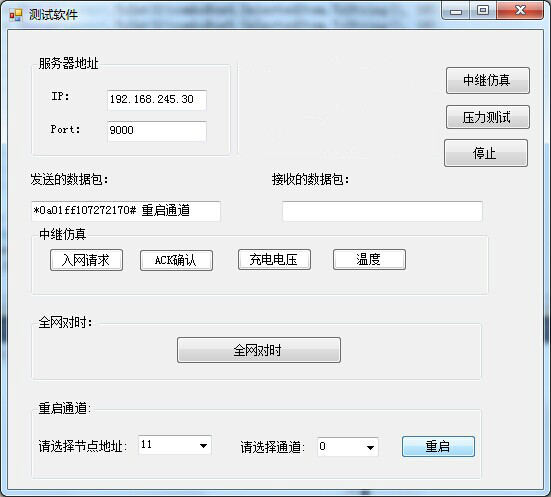 测试软件
服务器地址
IP:
192.168.245.30
Port:
9000
中继仿真
压力测试
停止
发送的数据包:
接收的数据包:
*0a01ff107272170# 重启通道
中继仿真
入网请求 ACK确认 充电电压 温度
全网对时:
全网对时
重启通道:
请选择节点地址: 11 请选择通道: 0 重启